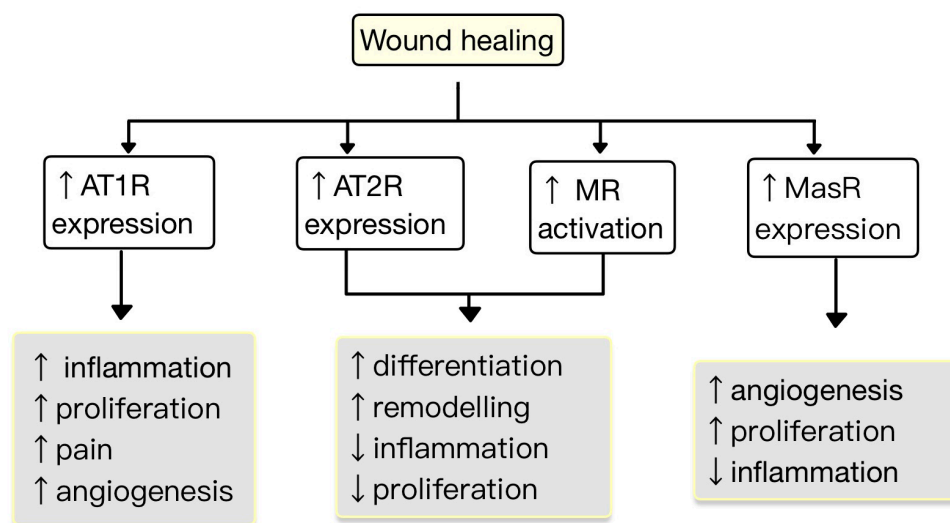 Wound healing
↑ AT1R
expression
↑ AT2R
expression
↑ MR
activation
↑ MasR
expression
↑ inflammation
↑ proliferation
↑ pain
↑ angiogenesis
↑ differentiation
↑ remodelling
↓ inflammation
↓ proliferation
↑ angiogenesis
↑ proliferation
↓ inflammation